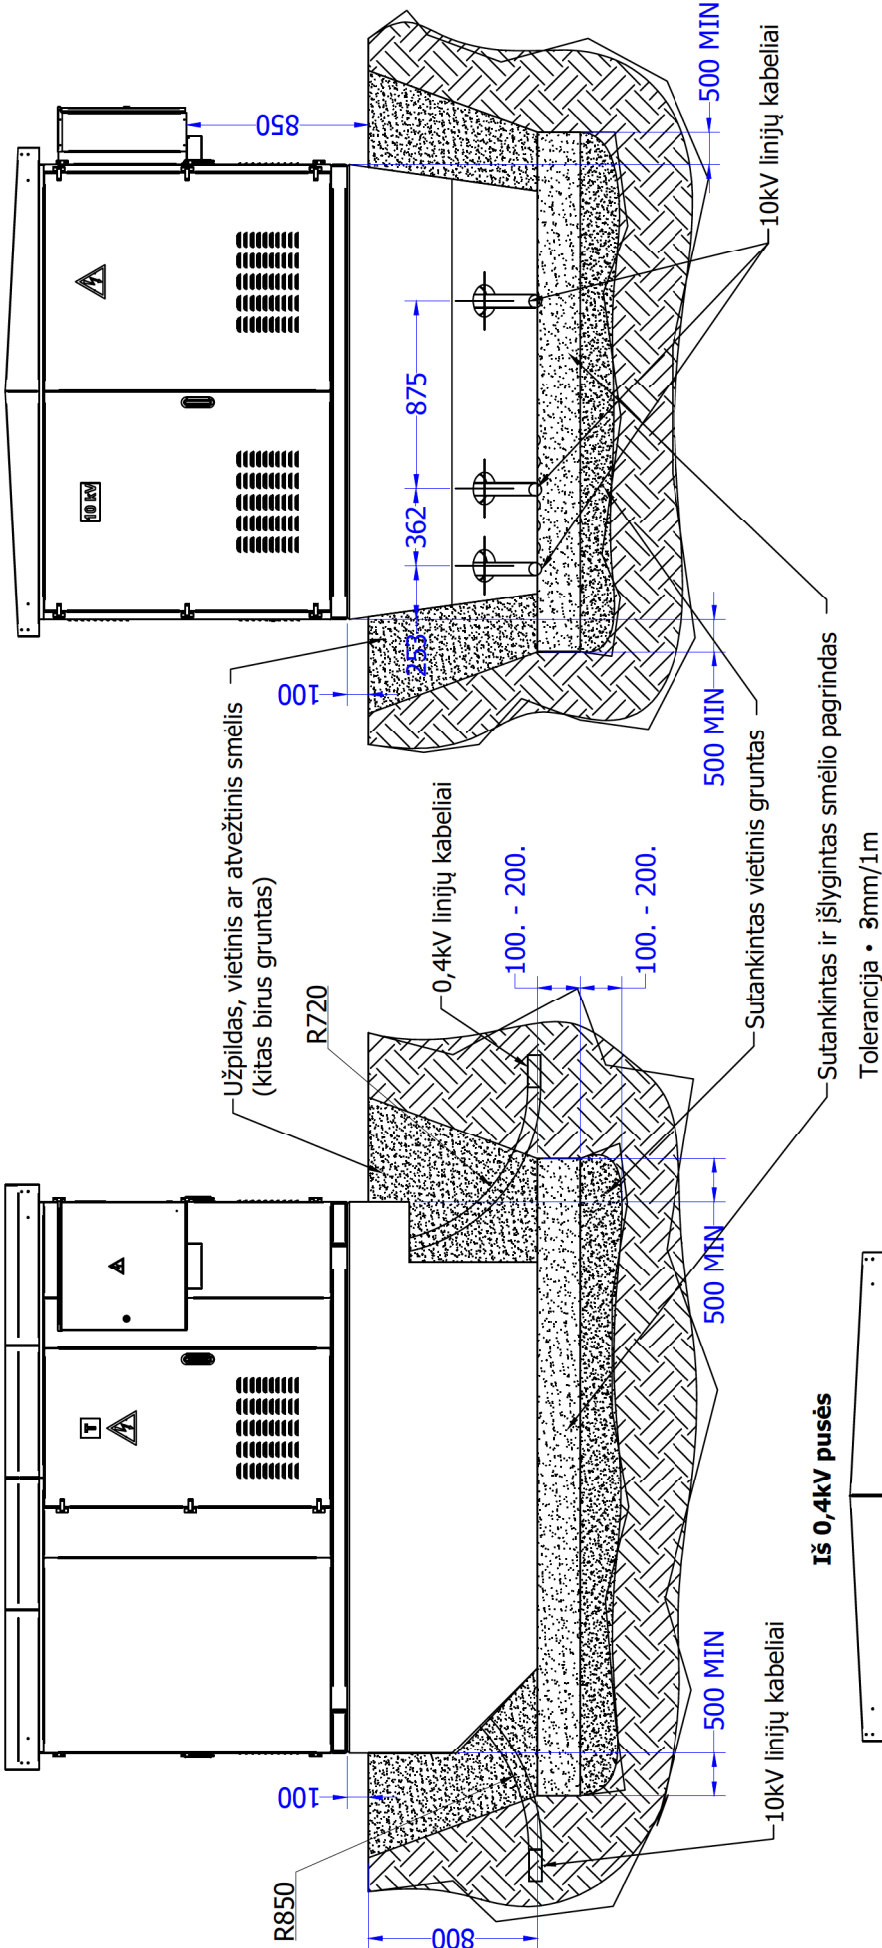 850
500 MIN
10kV linijų kabeliai
875
10 kV
362
253
100
500 MIN
Užpildas, vietinis ar atvežtinis smėlis
(kitas birus gruntas)
R720
0,4kV linijų kabeliai
100. - 200.
100. - 200.
Sutankintas vietinis gruntas
Sutankintas ir įšlygintas smėlio pagrindas
Tolerancija • 3mm/1m
500 MIN
T
Iš 0,4kV pusės
500 MIN
10kV linijų kabeliai
100
R850
800